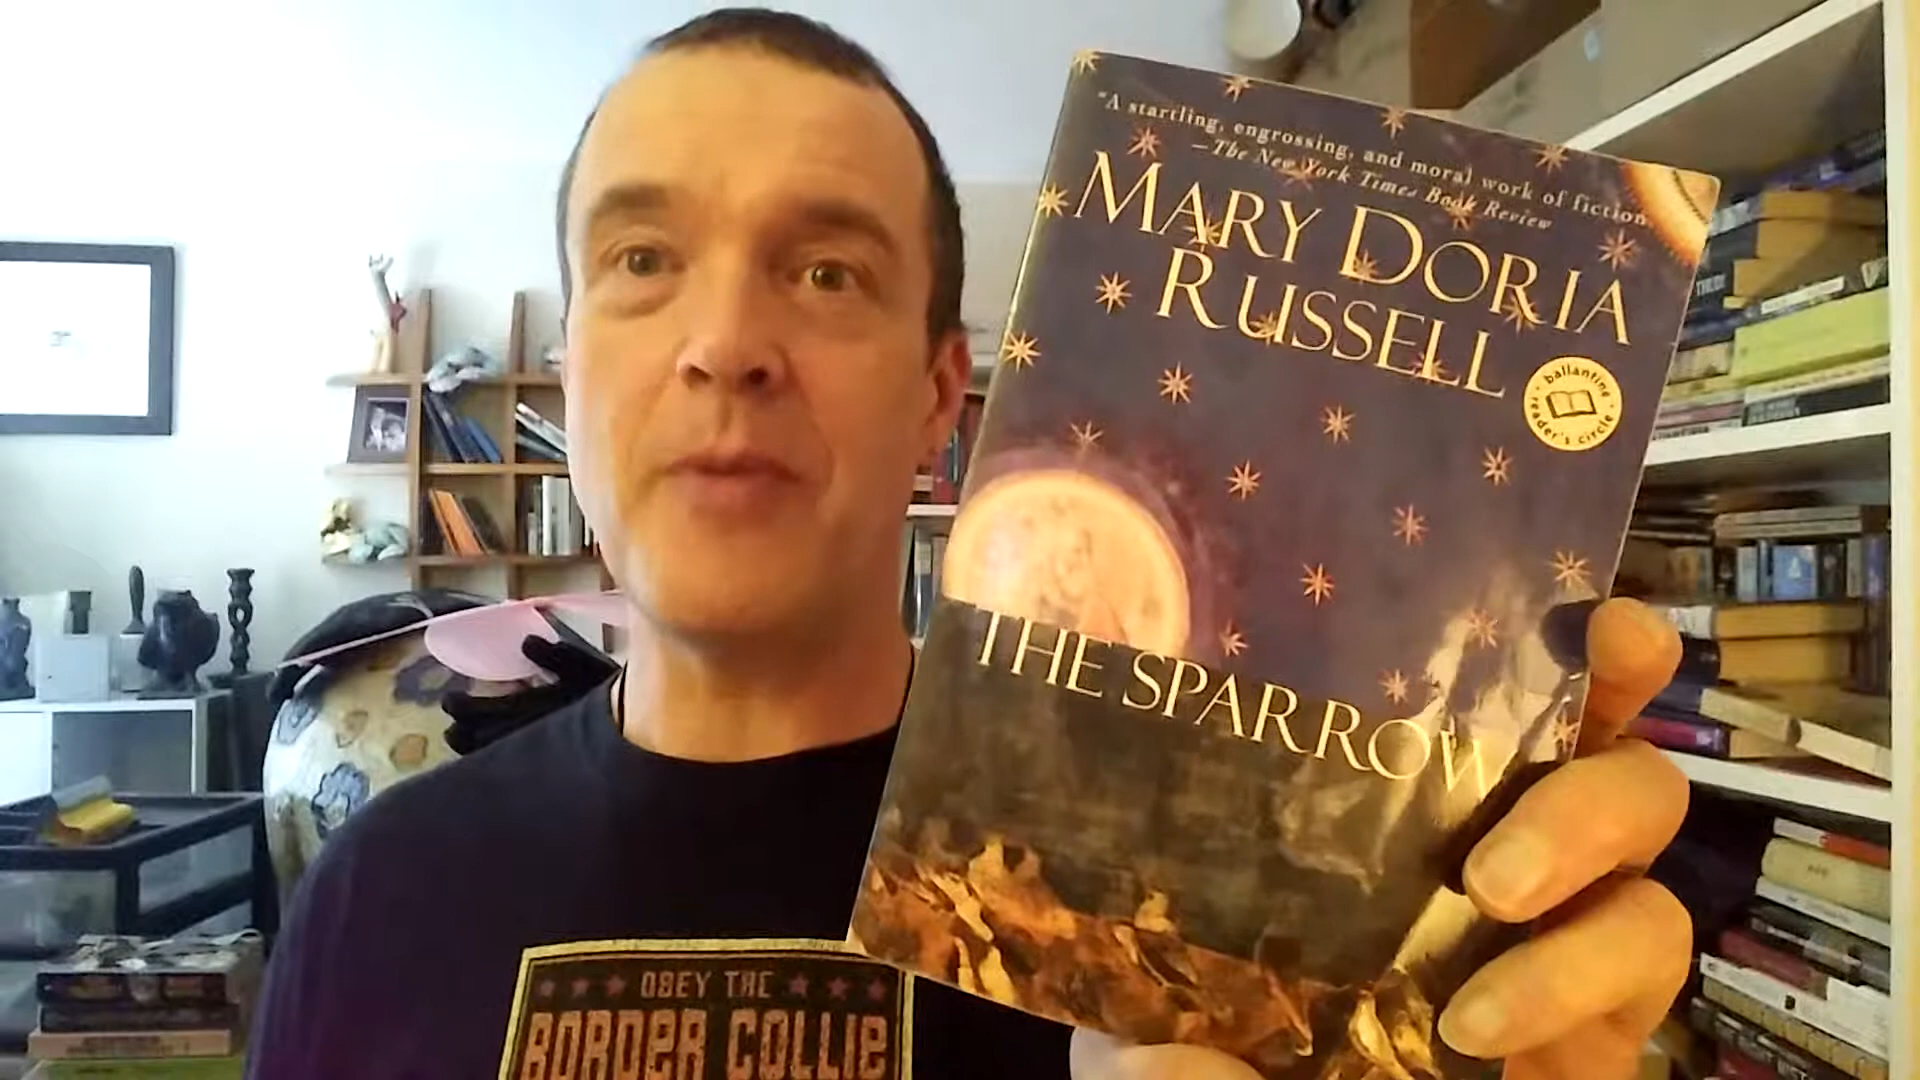 "A startling, engrossing, and moral work of fiction
—The New York Times Book Review
MARY DORIA
RUSSELL
ballantine
reader's circle
THE SPARROW
OBEY THE
BORDER COLLIE